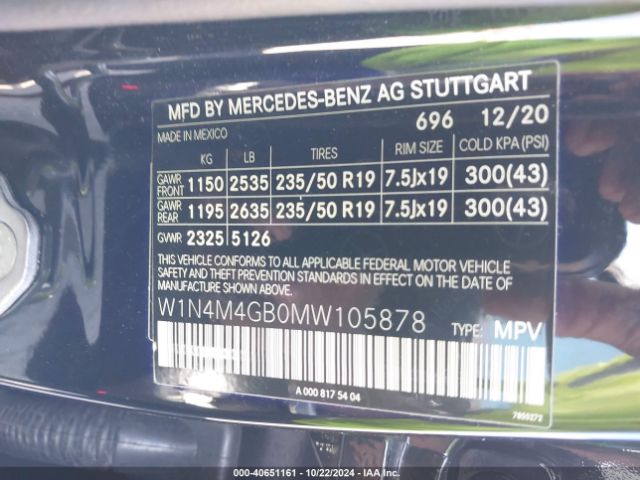 MFD BY MERCEDES-BENZ AG STUTTGART
696 12/20
MADE IN MEXICO
KG LB TIRES RIM SIZE COLD KPA (PSI)
GAWR FRONT 1150 2535 235/50 R19 7.5Jx19 300(43)
GAWR REAR 1195 2635 235/50 R19 7.5Jx19 300(43)
GVWR 2325 5126
THIS VEHICLE CONFORMS TO ALL APPLICABLE FEDERAL MOTOR VEHICLE
SAFETY AND THEFT PREVENTION STANDARDS IN EFFECT ON THE DATE OF
MANUFACTURE SHOWN ABOVE.
W1N4M4GB0MW105878 TYPE: MPV
A 000 817 54 04
7855272
000-40651161 - 10/22/2024 - IAA Inc.